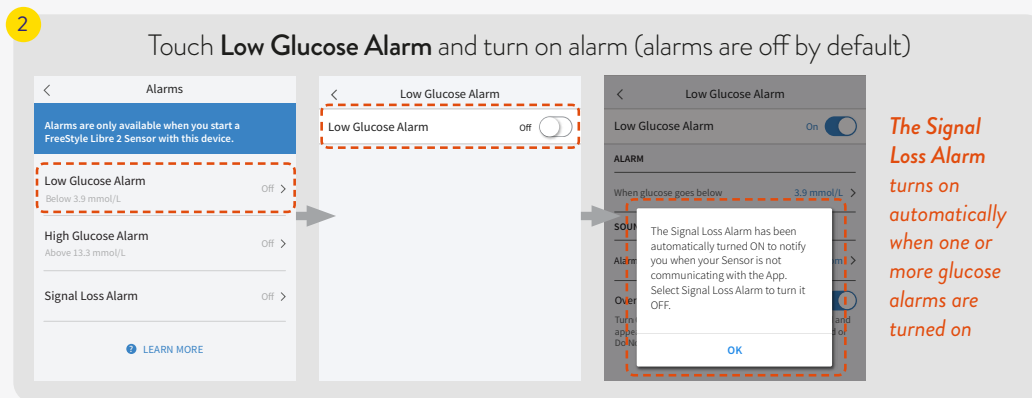 2
Touch Low Glucose Alarm and turn on alarm (alarms are off by default)
Alarms
Alarms are only available when you start a
FreeStyle Libre 2 Sensor with this device.
Low Glucose Alarm
Off
Below 3.9 mmol/L
High Glucose Alarm
Off
Above 13.3 mmol/L
Signal Loss Alarm
Off
LEARN MORE
Low Glucose Alarm
Low Glucose Alarm
Off
Low Glucose Alarm
Low Glucose Alarm
On
ALARM
When glucose goes below
3.9 mmol/L
The Signal Loss Alarm has been
automatically turned ON to notify
you when your Sensor is not
communicating with the App.
Select Signal Loss Alarm to turn it
OFF.
OK
The Signal
Loss Alarm
turns on
automatically
when one or
more glucose
alarms are
turned on